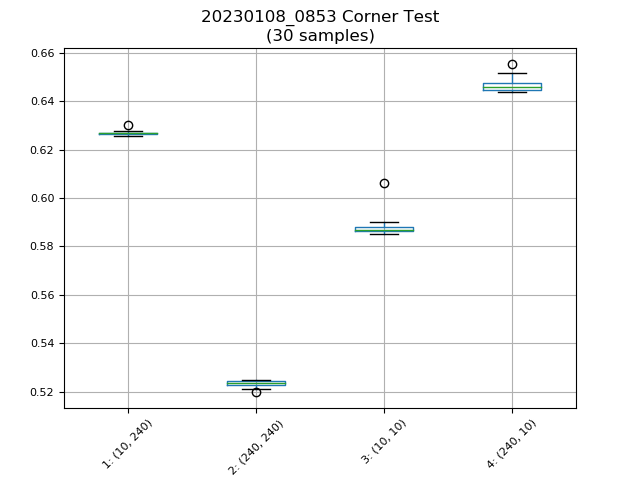 20230108_0853 Corner Test
(30 samples)
0.66
0.64
0.62
0.60
0.58
0.56
0.54
0.52
1: (10, 240)
2: (240, 240)
3: (10, 10)
4: (240, 10)